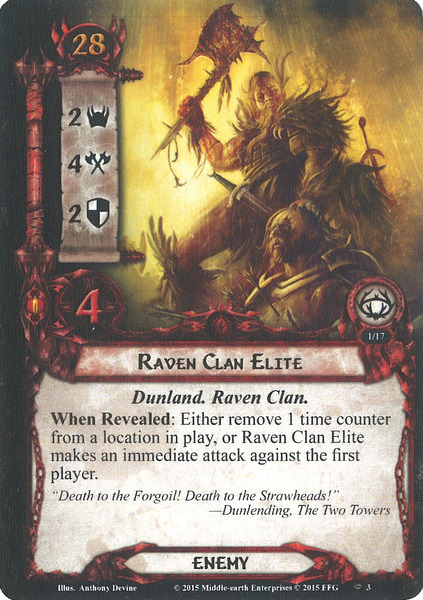 28
2
4
2
4
1/17
Raven Clan Elite
Dunland. Raven Clan.
When Revealed: Either remove 1 time counter
from a location in play, or Raven Clan Elite
makes an immediate attack against the first
player.
“Death to the Forgoil! Death to the Strawheads!”
—Dunlending, The Two Towers
ENEMY
Illus. Anthony Devine © 2015 Middle-earth Enterprises © 2015 FFG 3